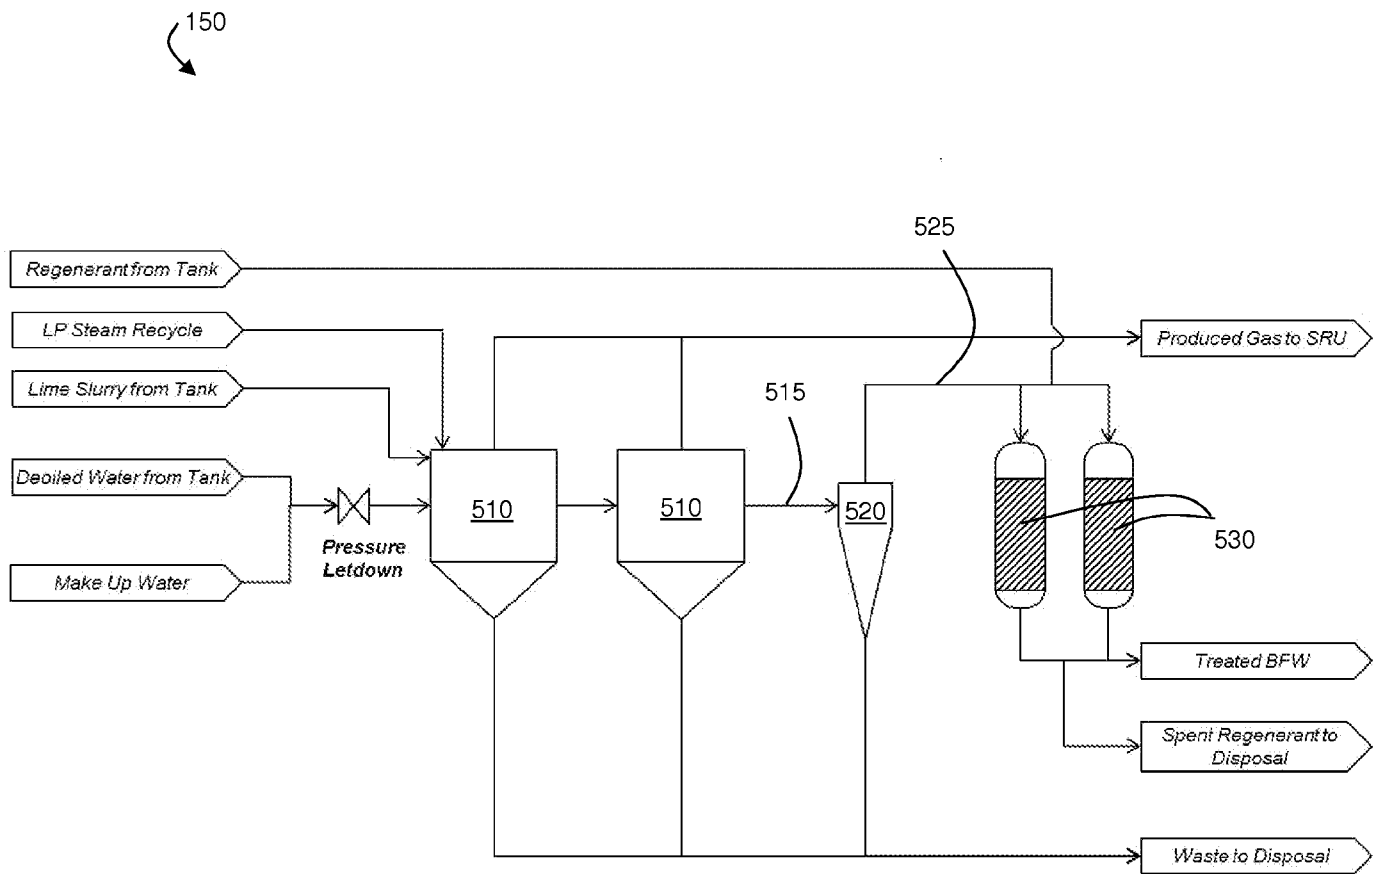 150
525
Regenerant from Tank
LP Steam Recycle
Produced Gas to SRU
Lime Slurry from Tank
515
Deoiled Water from Tank
510
510
520
530
Pressure
Letdown
Make Up Water
Treated BFW
Spent Regenerant to
Disposal
Waste to Disposal